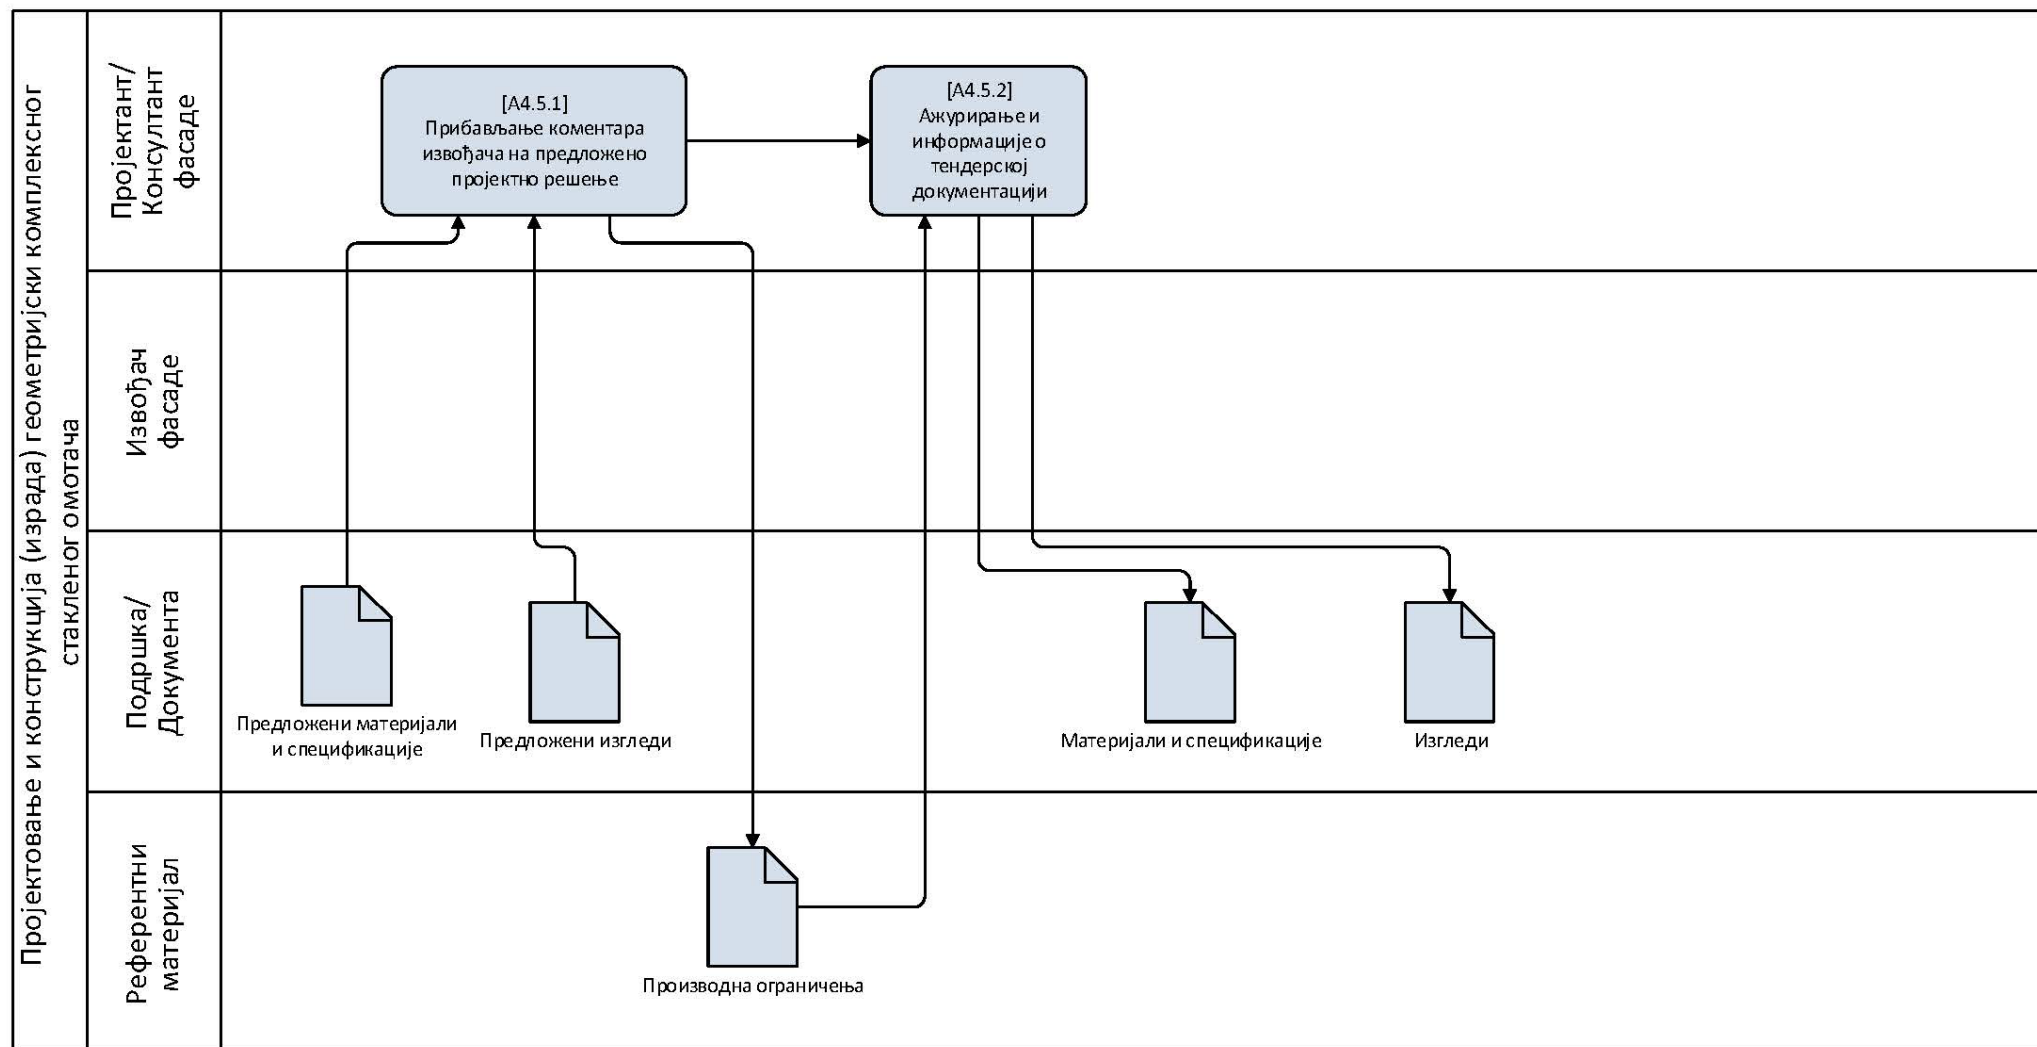 Пројектовање и конструкција (израда) геометријски комплексног
стакленог омотача
Пројектант/
Консултант
фасаде
[А4.5.1]
Прибављање коментара
извођача на предложено
пројектно решење
[А4.5.2]
Ажурирање и
информације о
тендерској
документацији
Извођач
фасаде
Подршка/
Документа
Предложени материјали
и спецификације
Предложени изгледи
Материјали и спецификације
Изгледи
Референтни
материјал
Производна ограничења